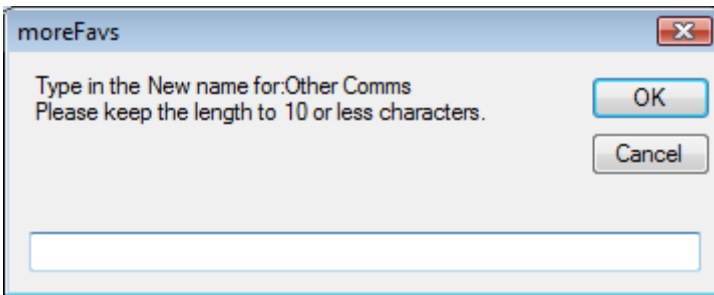 moreFavs
Type in the New name for:Other Comms
Please keep the length to 10 or less characters.
OK
Cancel